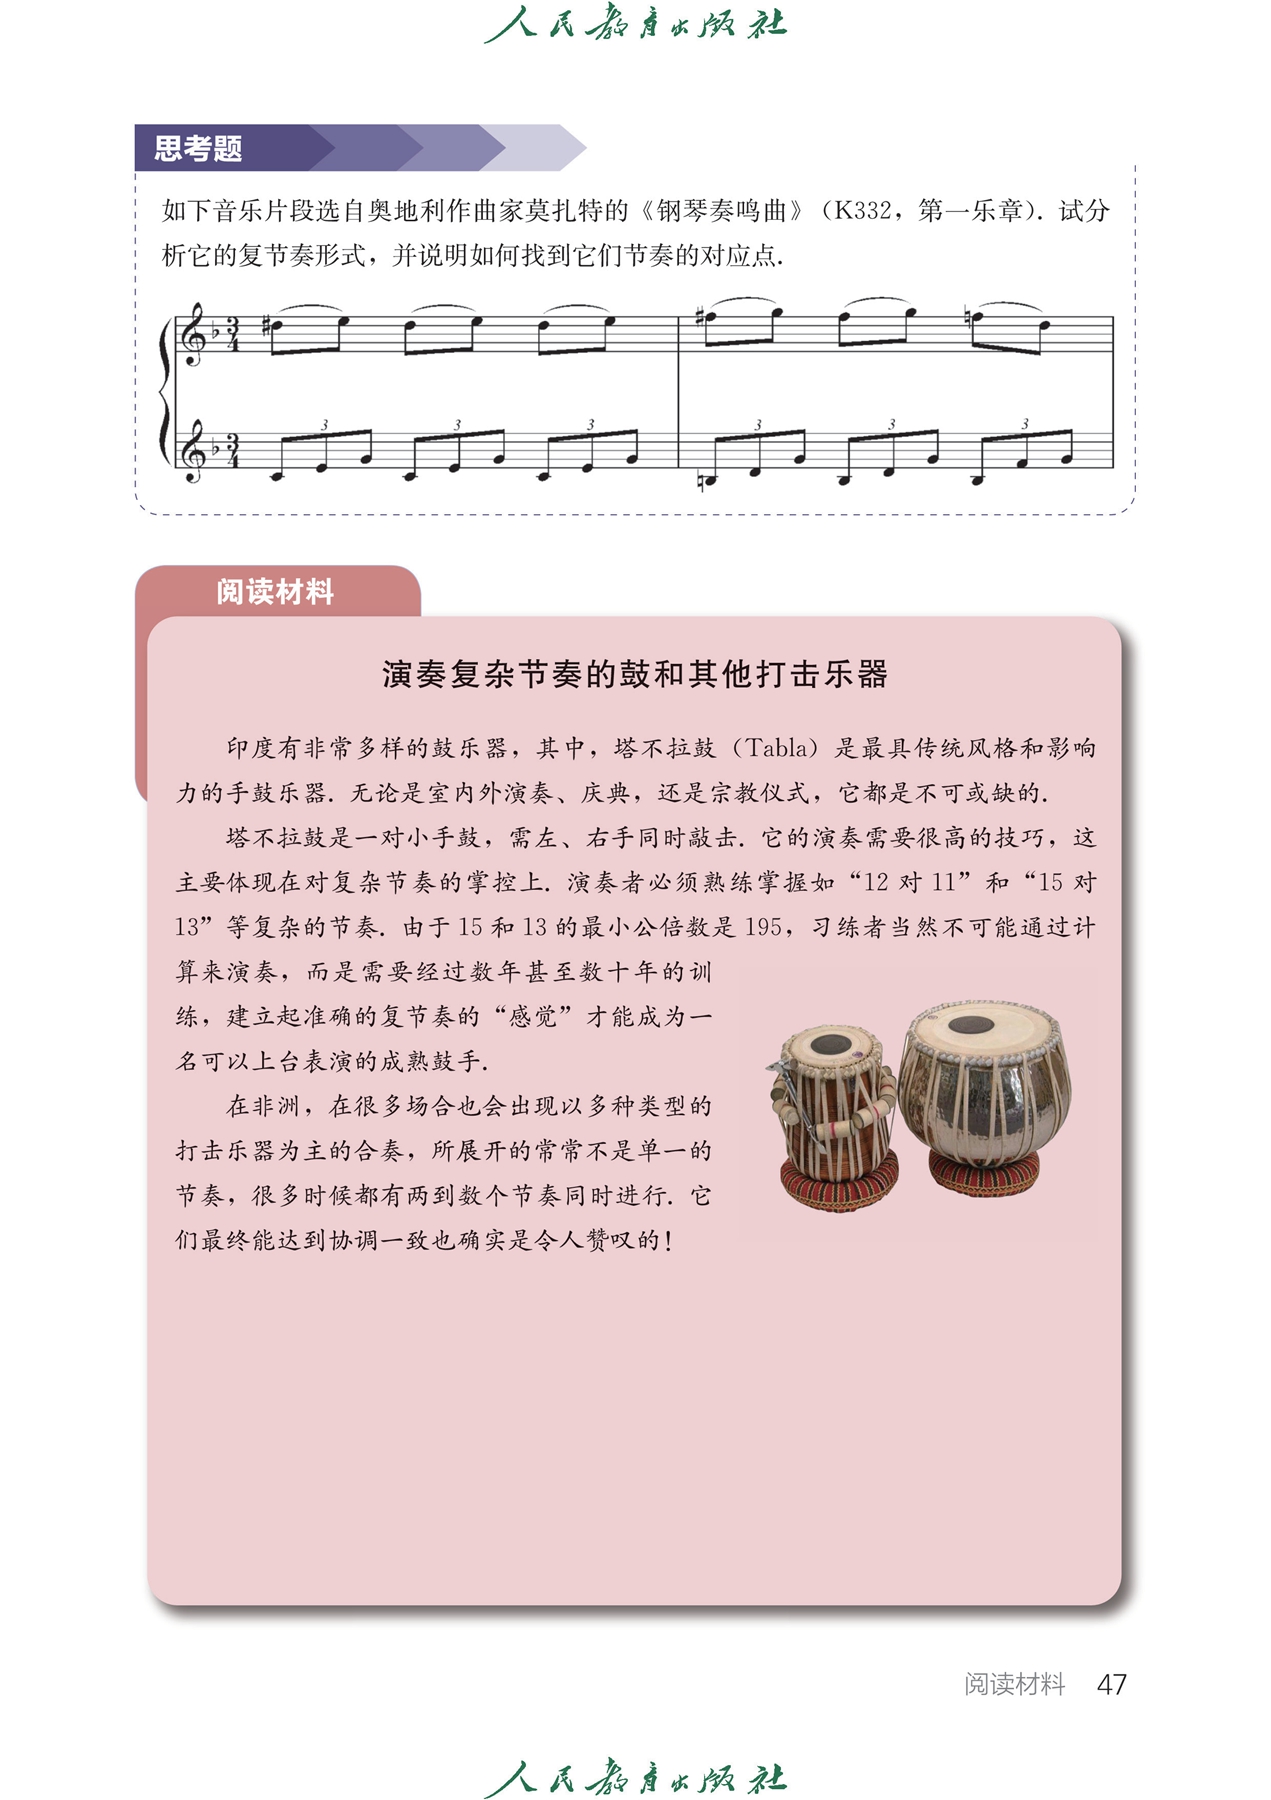 人民教育出版社
思考题
如下音乐片段选自奥地利作曲家莫扎特的《钢琴奏鸣曲》（K332，第一乐章）．试分
析它的复节奏形式，并说明如何找到它们节奏的对应点．
3
4
3
4
3 3 3 3 3 3
阅读材料
演奏复杂节奏的鼓和其他打击乐器
印度有非常多样的鼓乐器，其中，塔不拉鼓（Tabla）是最具传统风格和影响
力的手鼓乐器．无论是室内外演奏、庆典，还是宗教仪式，它都是不可或缺的．
塔不拉鼓是一对小手鼓，需左、右手同时敲击．它的演奏需要很高的技巧，这
主要体现在对复杂节奏的掌控上．演奏者必须熟练掌握如“12 对 11”和“15 对
13”等复杂的节奏．由于 15 和 13 的最小公倍数是 195，习练者当然不可能通过计
算来演奏，而是需要经过数年甚至数十年的训
练，建立起准确的复节奏的“感觉”才能成为一
名可以上台表演的成熟鼓手．
在非洲，在很多场合也会出现以多种类型的
打击乐器为主的合奏，所展开的常常不是单一的
节奏，很多时候都有两到数个节奏同时进行．它
们最终能达到协调一致也确实是令人赞叹的！
阅读材料 47
人民教育出版社